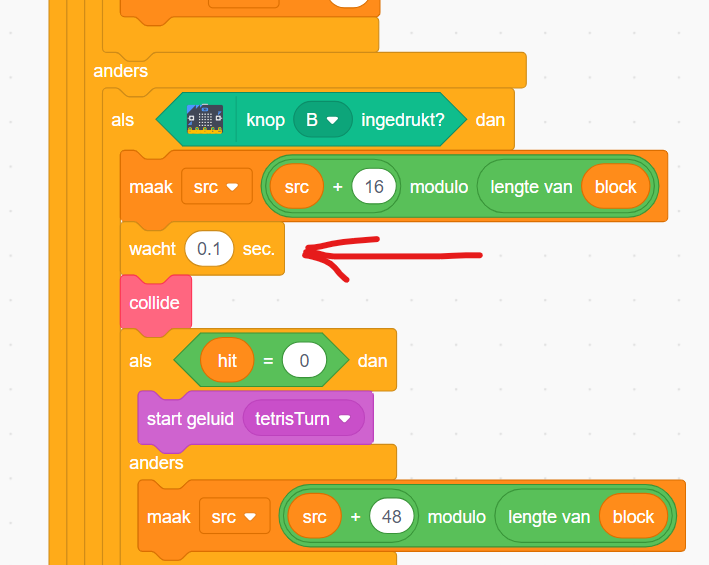 anders
als knop B ingedrukt? dan
maak src src + 16 modulo lengte van block
wacht 0.1 sec.
collide
als hit = 0 dan
start geluid tetrisTurn
anders
maak src src + 48 modulo lengte van block